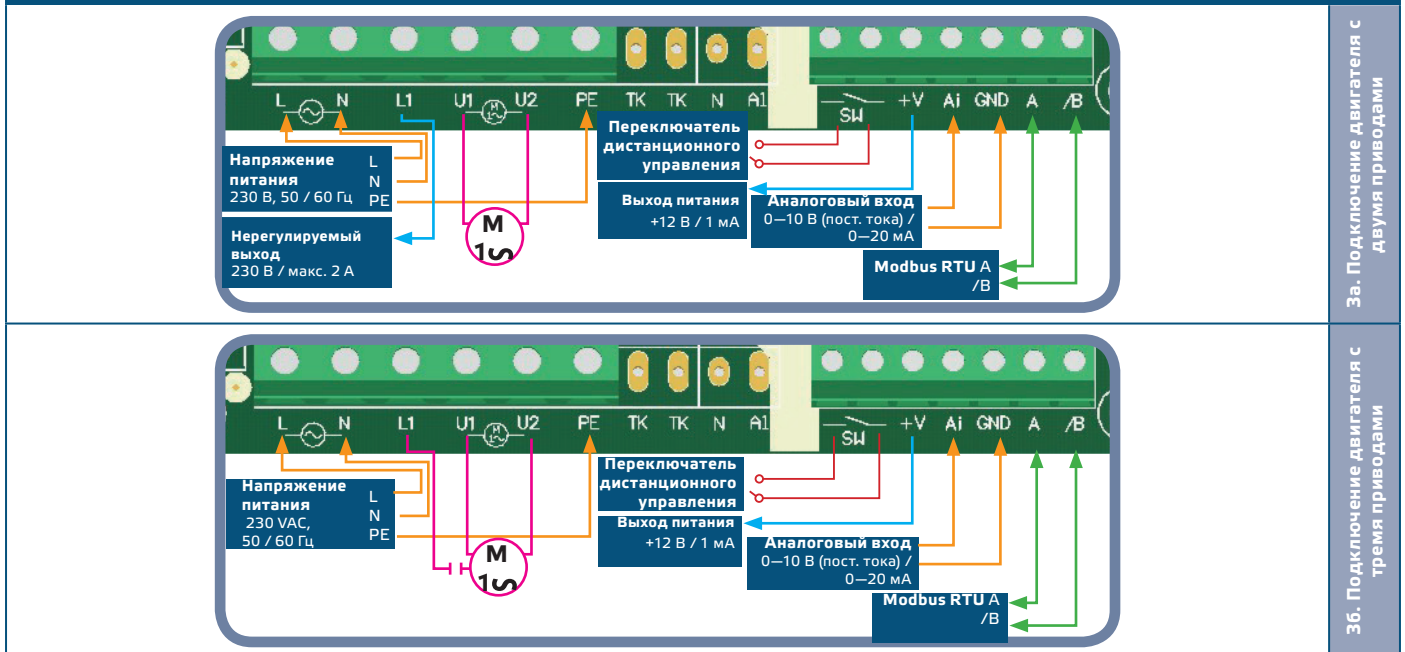 L N L1 U1 M 1~ U2 PE TK TK N A1 SW +V Ai GND A /B
Напряжение
питания
230 В, 50 / 60 Гц
L
N
PE
Нерегулируемый
выход
230 В / макс. 2 А
M
1
Переключатель
дистанционного
управления
Выход питания
+12 В / 1 мА
Аналоговый вход
0—10 В (пост. тока) /
0—20 мА
Modbus RTU A
/B
3а. Подключение двигателя с
двумя приводами
L N L1 U1 M 1~ U2 PE TK TK N A1 SW +V Ai GND A /B
Напряжение
питания
230 VAC,
50 / 60 Гц
L
N
PE
M
1
Переключатель
дистанционного
управления
Выход питания
+12 В / 1 мА
Аналоговый вход
0—10 В (пост. тока) /
0—20 мА
Modbus RTU A
/B
3б. Подключение двигателя с
тремя приводами